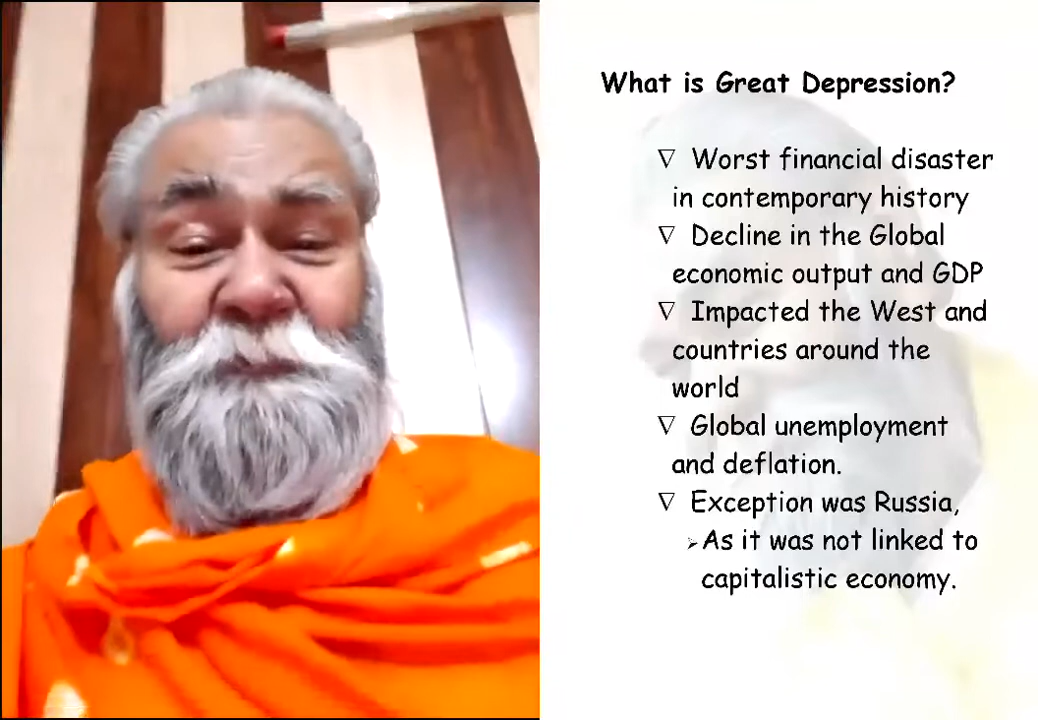 What is Great Depression?
∇ Worst financial disaster
in contemporary history
∇ Decline in the Global
economic output and GDP
∇ Impacted the West and
countries around the
world
∇ Global unemployment
and deflation.
∇ Exception was Russia,
➢As it was not linked to
capitalistic economy.